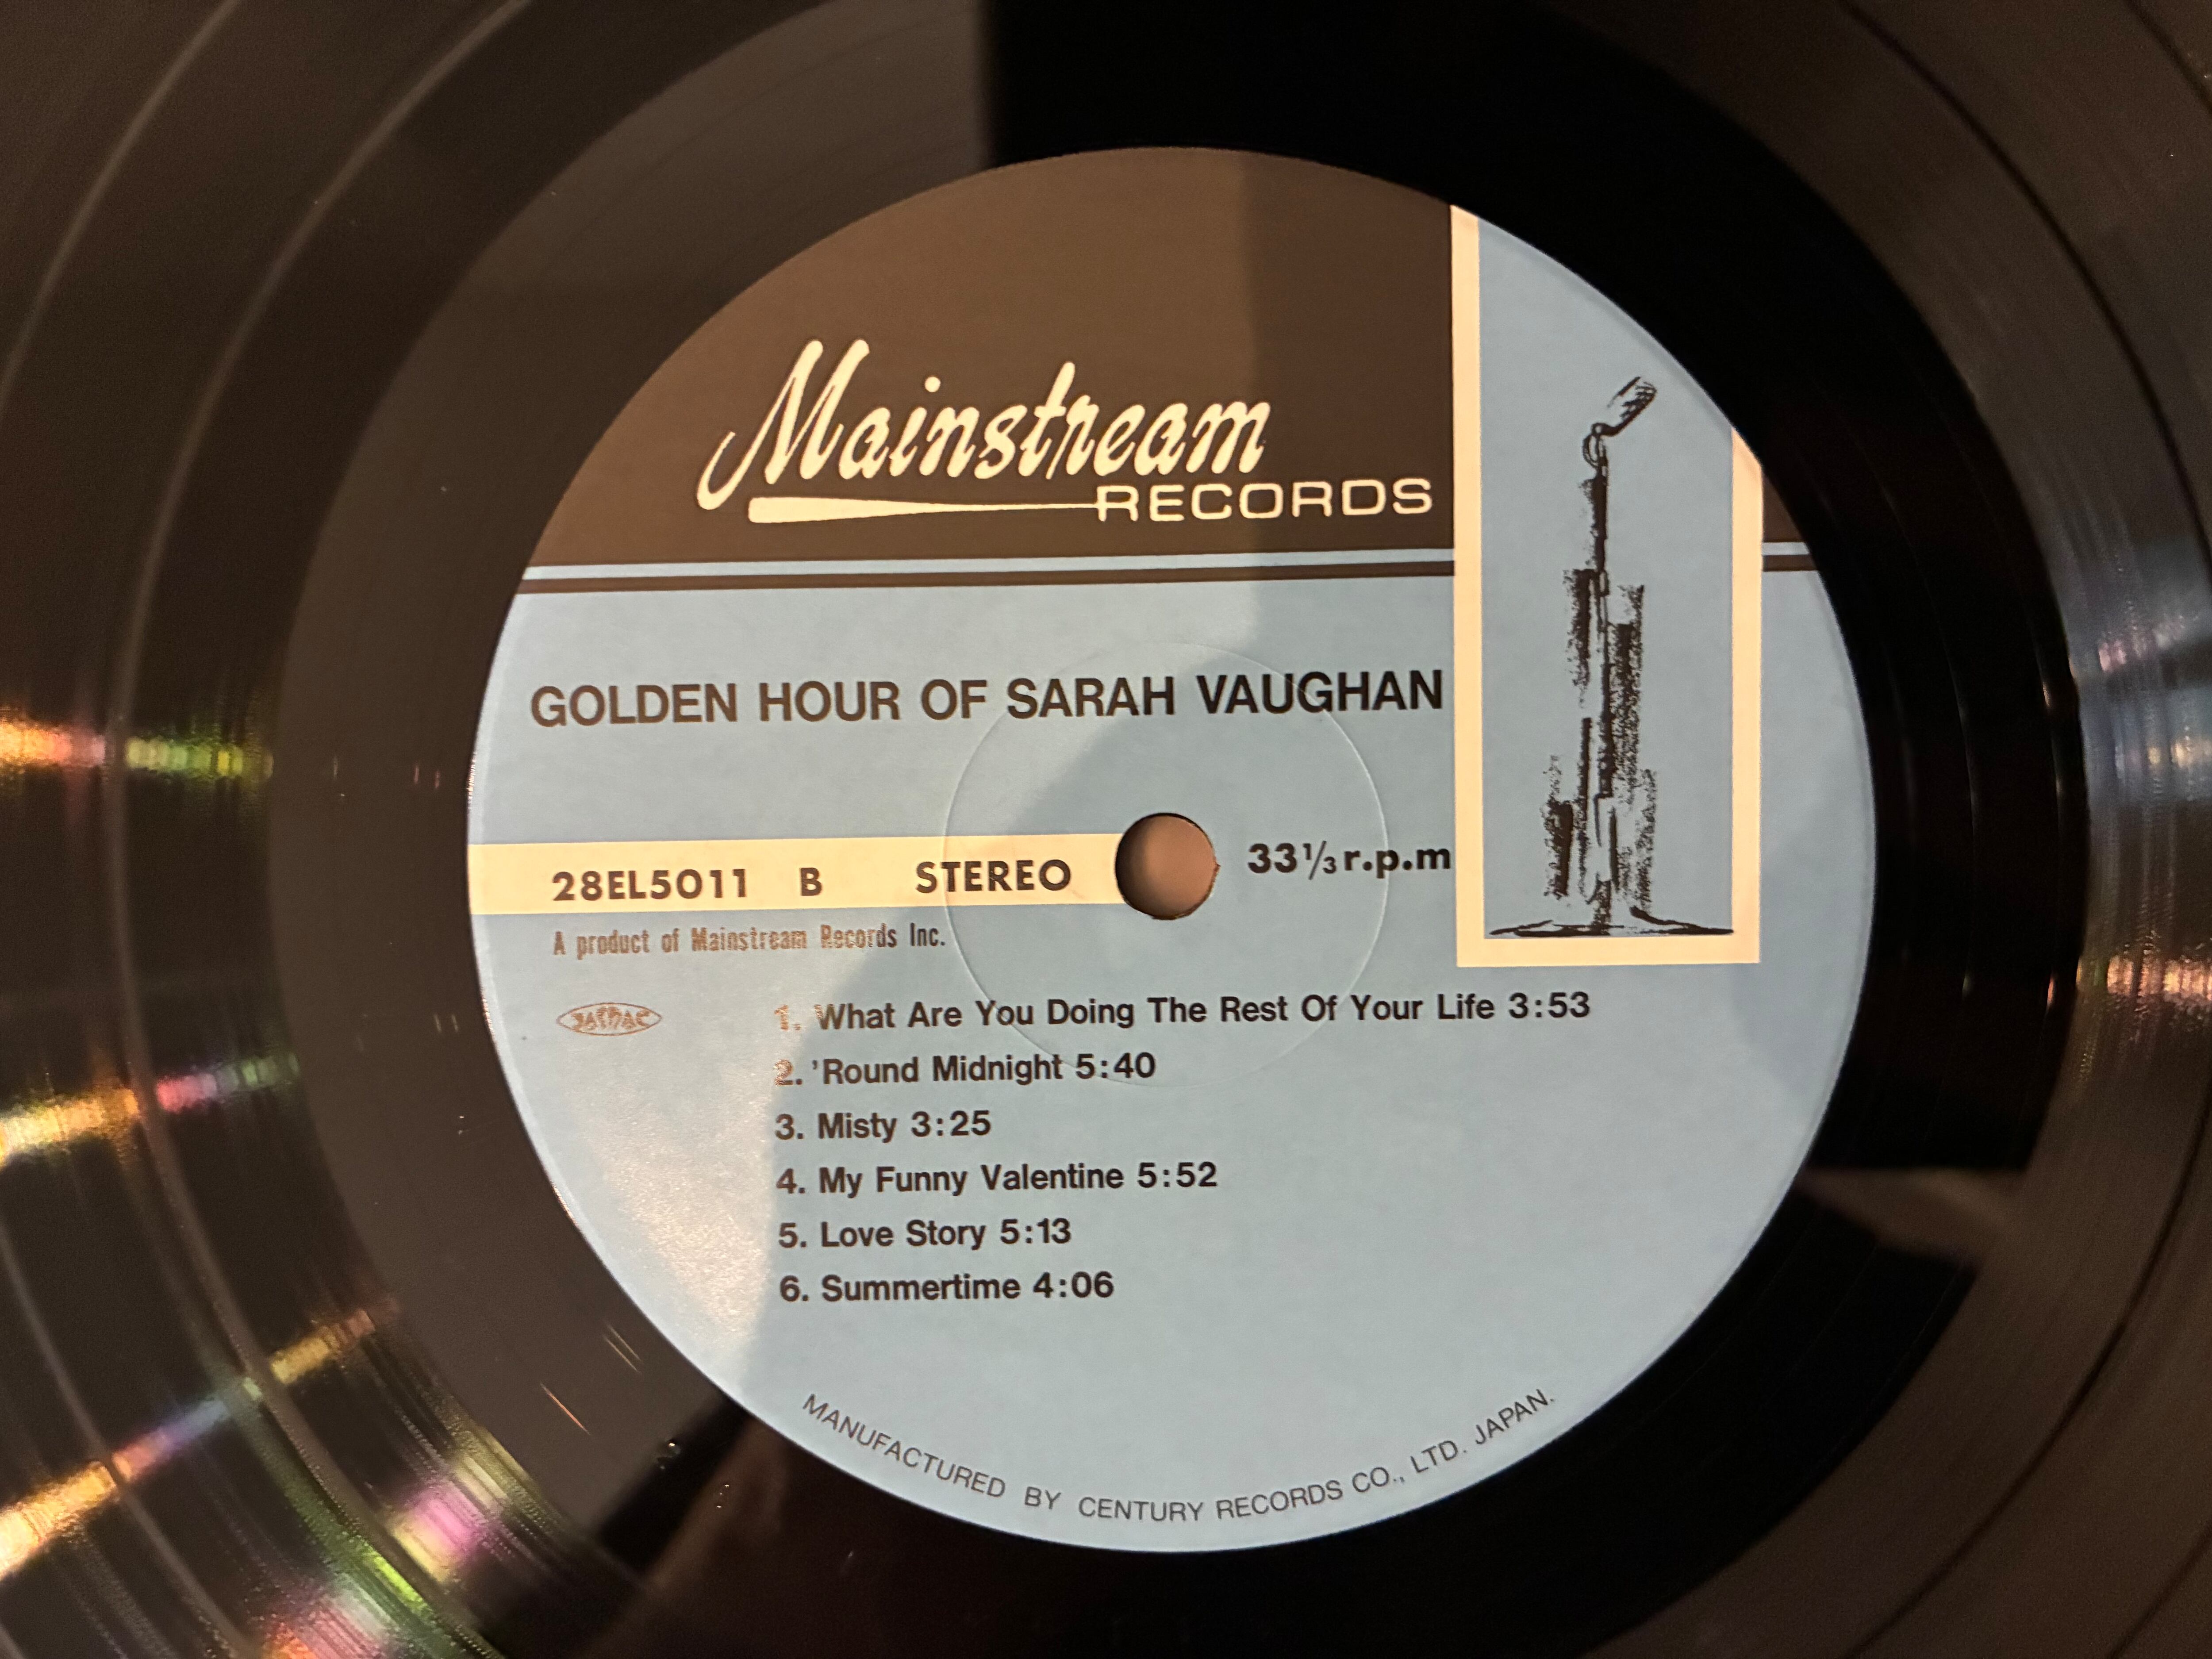 Mainstream
RECORDS
GOLDEN HOUR OF SARAH VAUGHAN
28EL5011 B STEREO 33⅓ r.p.m
A product of Mainstream Records Inc.
JASRAC
1. What Are You Doing The Rest Of Your Life 3:53
2. 'Round Midnight 5:40
3. Misty 3:25
4. My Funny Valentine 5:52
5. Love Story 5:13
6. Summertime 4:06
MANUFACTURED BY CENTURY RECORDS CO., LTD. JAPAN.